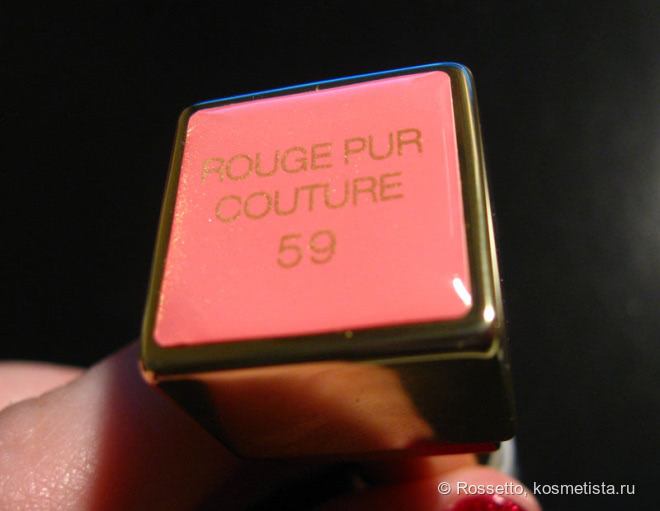 ROUGE PUR
COUTURE
59
© Rossetto, kosmetista.ru